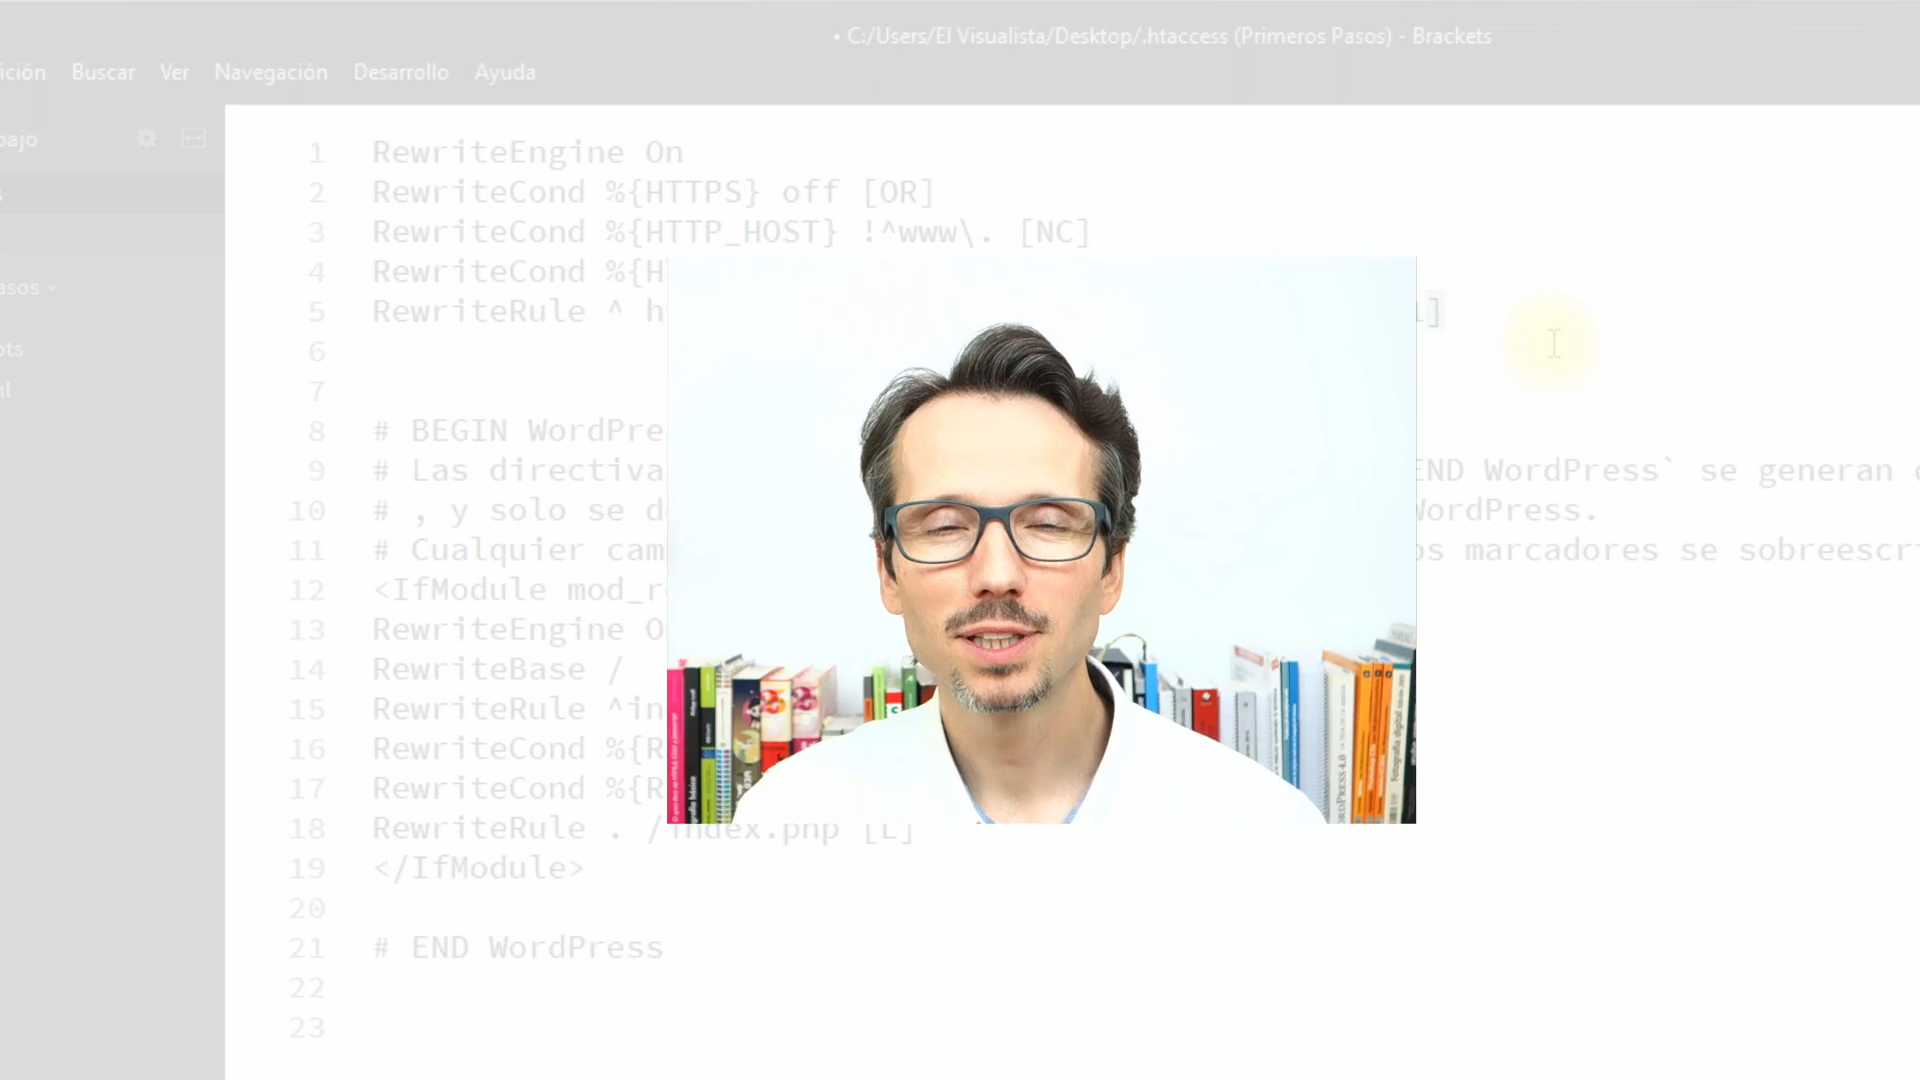 • C:/Users/El Visualista/Desktop/.htaccess (Primeros Pasos) - Brackets
ición Buscar Ver Navegación Desarrollo Ayuda
bajo
1 RewriteEngine On
2 RewriteCond %{HTTPS} off [OR]
3 RewriteCond %{HTTP_HOST} !^www\. [NC]
4 RewriteCond %{H
asos
5 RewriteRule ^ h ]
6
ots
7
8 # BEGIN WordPre
9 # Las directiva END WordPress` se generan
10 # , y solo se d WordPress.
11 # Cualquier cam os marcadores se sobreescr
12 <IfModule mod_r
13 RewriteEngine O
14 RewriteBase /
15 RewriteRule ^in
16 RewriteCond %{R
17 RewriteCond %{R
18 RewriteRule . /index.php [L]
19 </IfModule>
20
21 # END WordPress
22
23